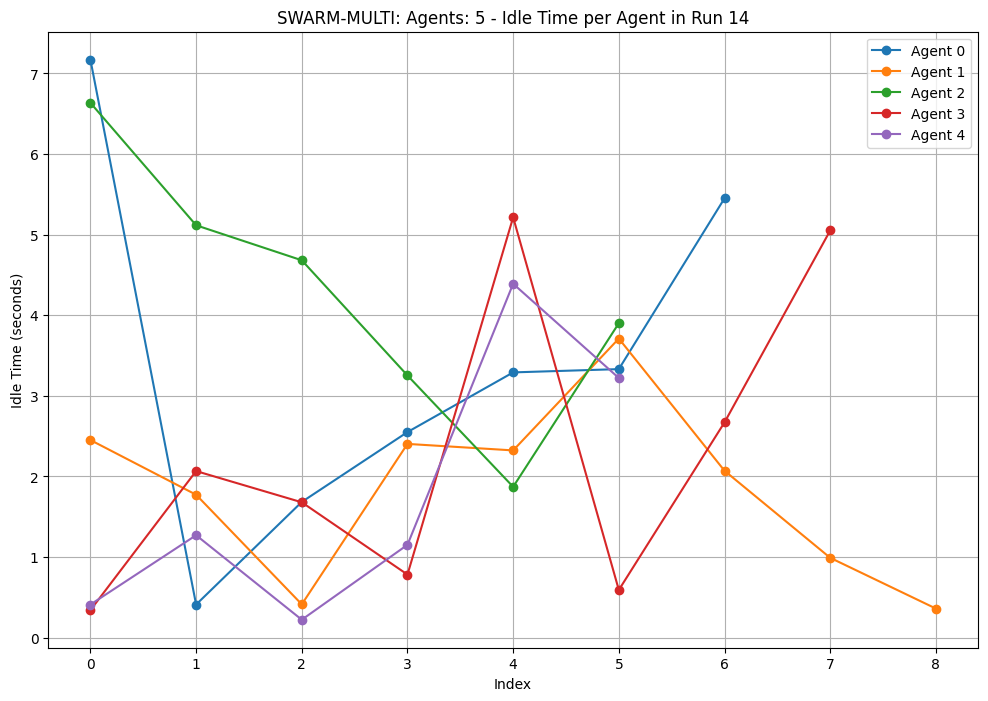 SWARM-MULTI: Agents: 5 - Idle Time per Agent in Run 14
Agent 0
Agent 1
Agent 2
Agent 3
Agent 4
Idle Time (seconds)
7
6
5
4
3
2
1
0
0 1 2 3 4 5 6 7 8
Index